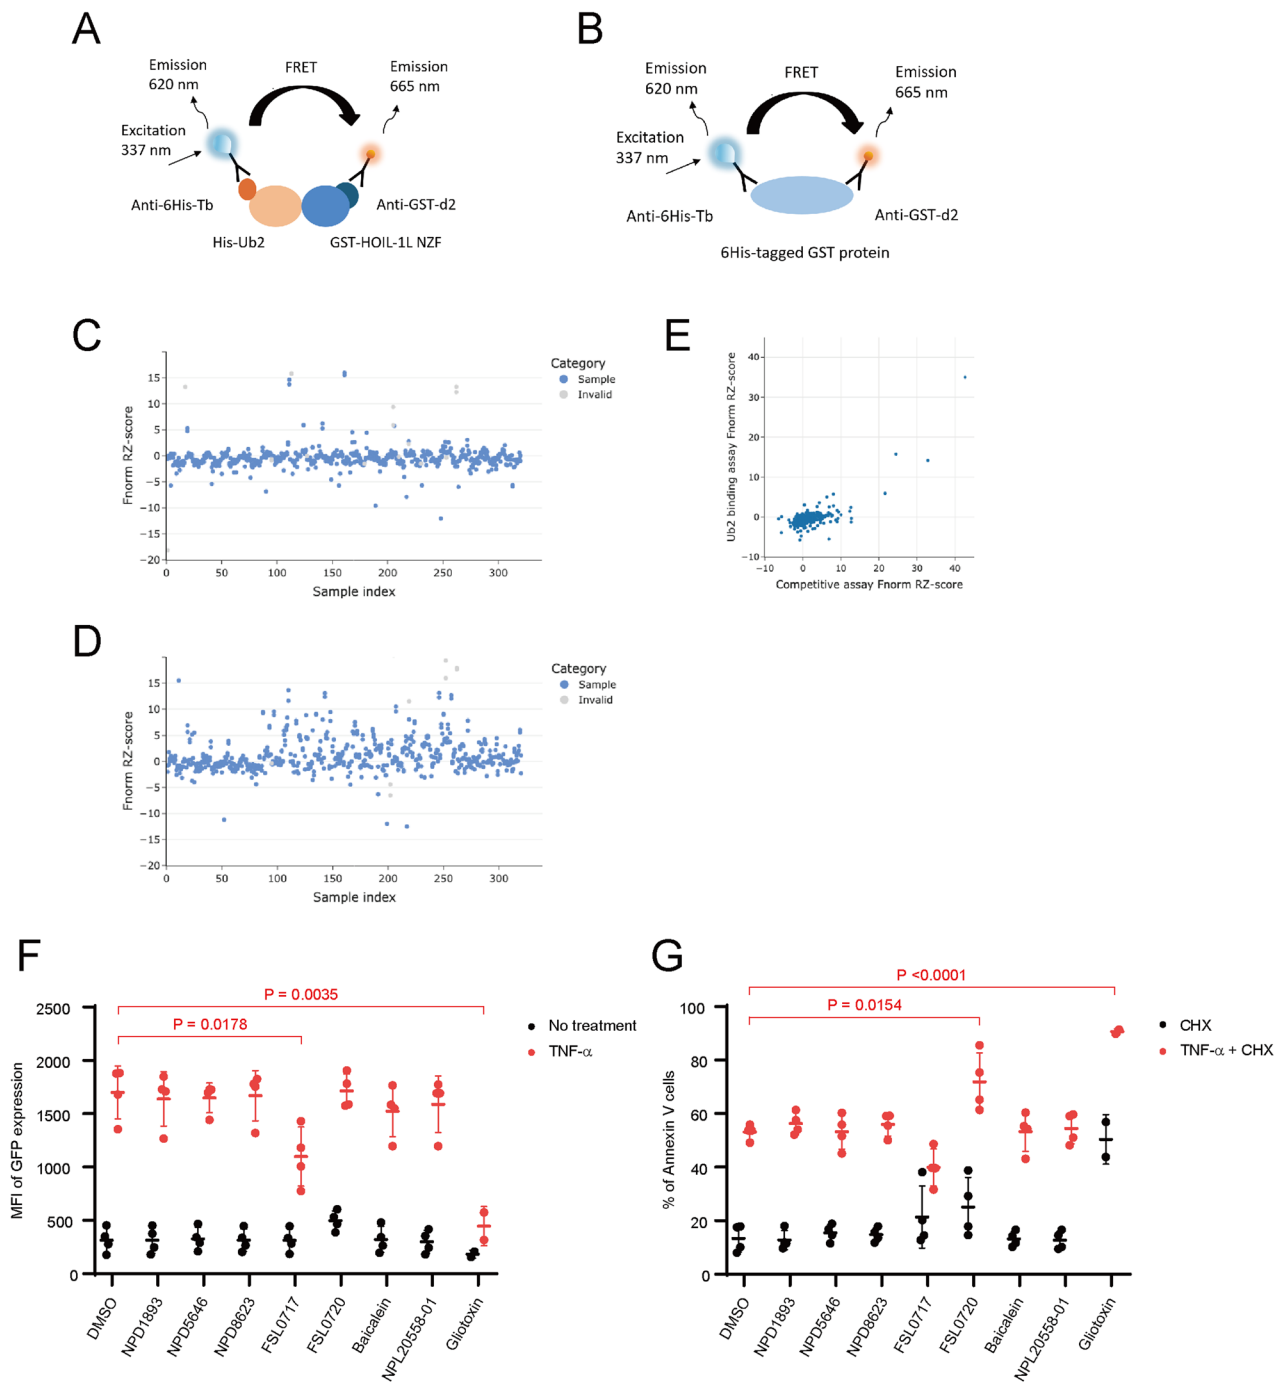 A
Emission
620 nm
FRET
Emission
665 nm
Excitation
337 nm
Anti-6His-Tb
Anti-GST-d2
His-Ub2
GST-HOIL-1L NZF
B
Emission
620 nm
FRET
Emission
665 nm
Excitation
337 nm
Anti-6His-Tb
Anti-GST-d2
6His-tagged GST protein
C
Fnorm RZ-score
15
10
5
0
−5
−10
−15
−20
0
50
100
150
200
250
300
Sample index
Category
Sample
Invalid
E
Ub2 binding assay Fnorm RZ-score
40
30
20
10
0
−10
−10
0
10
20
30
40
Competitive assay Fnorm RZ-score
D
Fnorm RZ-score
15
10
5
0
−5
−10
−15
−20
0
50
100
150
200
250
300
Sample index
Category
Sample
Invalid
F
P = 0.0035
P = 0.0178
MFI of GFP expression
2500
2000
1500
1000
500
0
No treatment
TNF-α
DMSO
NPD1893
NPD5646
NPD8623
FSL0717
FSL0720
Baicalein
NPL20558-01
Gliotoxin
G
P <0.0001
P = 0.0154
% of Annexin V cells
100
80
60
40
20
0
CHX
TNF-α + CHX
DMSO
NPD1893
NPD5646
NPD8623
FSL0717
FSL0720
Baicalein
NPL20558-01
Gliotoxin